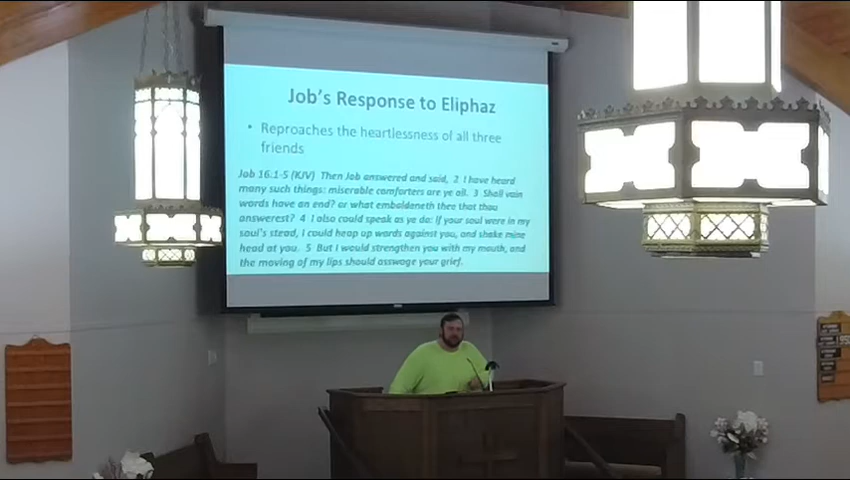 Job's Response to Eliphaz
• Reproaches the heartlessness of all three
friends
Job 16.1-5 (KJV) Then Job answered and said, 2 I have heard
many such things: miserable comforters are ye all. 3 Shall vain
words have an end? or what emboldeneth thee that thou
answerest? 4 I also could speak as ye do: if your soul were in my
soul's stead, I could heap up words against you, and shake mine
head at you. 5 But I would strengthen you with my mouth, and
the moving of my lips should asswage your grief.